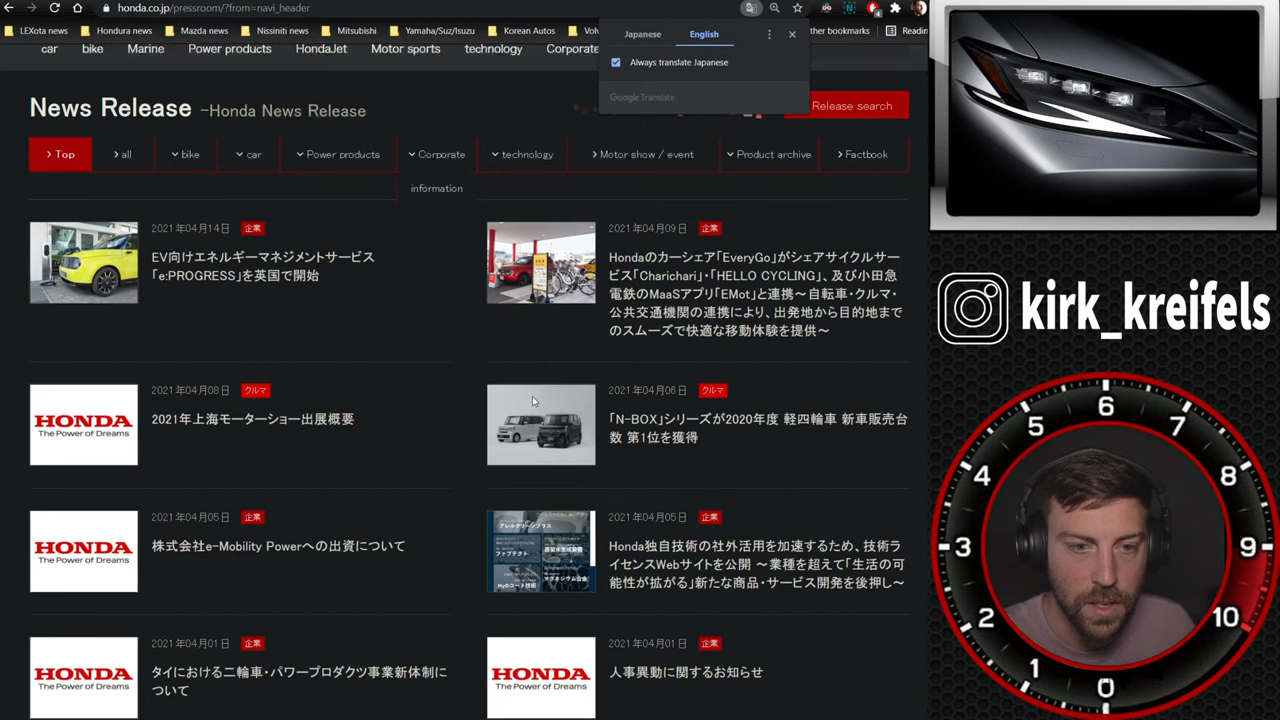 honda.co.jp/pressroom/?from=navi_header
LEXota news
Hondura news
Mazda news
Nissiniti news
Mitsubishi
Yamaha/Suz/Isuzu
Korean Autos
her bookmarks
car
bike
Marine
Power products
HondaJet
Motor sports
technology
Japanese
English
Always translate Japanese
Google Translate
News Release -Honda News Release
Release search
Top
all
bike
car
Power products
Corporate
information
technology
Motor show / event
Product archive
Factbook
2021年04月14日 企業
EV向けエネルギーマネジメントサービス
「e:PROGRESS」を英国で開始
2021年04月09日 企業
Hondaのカーシェア「EveryGo」がシェアサイクルサー
ビス「Charichari」・「HELLO CYCLING」、及び小田急
電鉄のMaaSアプリ「EMot」と連携～自転車・クルマ・
公共交通機関の連携により、出発地から目的地まで
のスムーズで快適な移動体験を提供～
HONDA
The Power of Dreams
2021年04月08日 クルマ
2021年上海モーターショー出展概要
2021年04月06日 クルマ
「N-BOX」シリーズが2020年度 軽四輪車 新車販売台
数 第1位を獲得
HONDA
The Power of Dreams
2021年04月05日 企業
株式会社e-Mobility Powerへの出資について
2021年04月05日 企業
Honda独自技術の社外活用を加速するため、技術ラ
イセンスWebサイトを公開 ～業種を超えて「生活の可
能性が拡がる」新たな商品・サービス開発を後押し～
HONDA
The Power of Dreams
2021年04月01日 企業
タイにおける二輪車・パワープロダクツ事業新体制に
ついて
HONDA
The Power of Dreams
2021年04月01日 企業
人事異動に関するお知らせ
kirk_kreifels
6
5
7
4
8
3
9
2
10
1
0